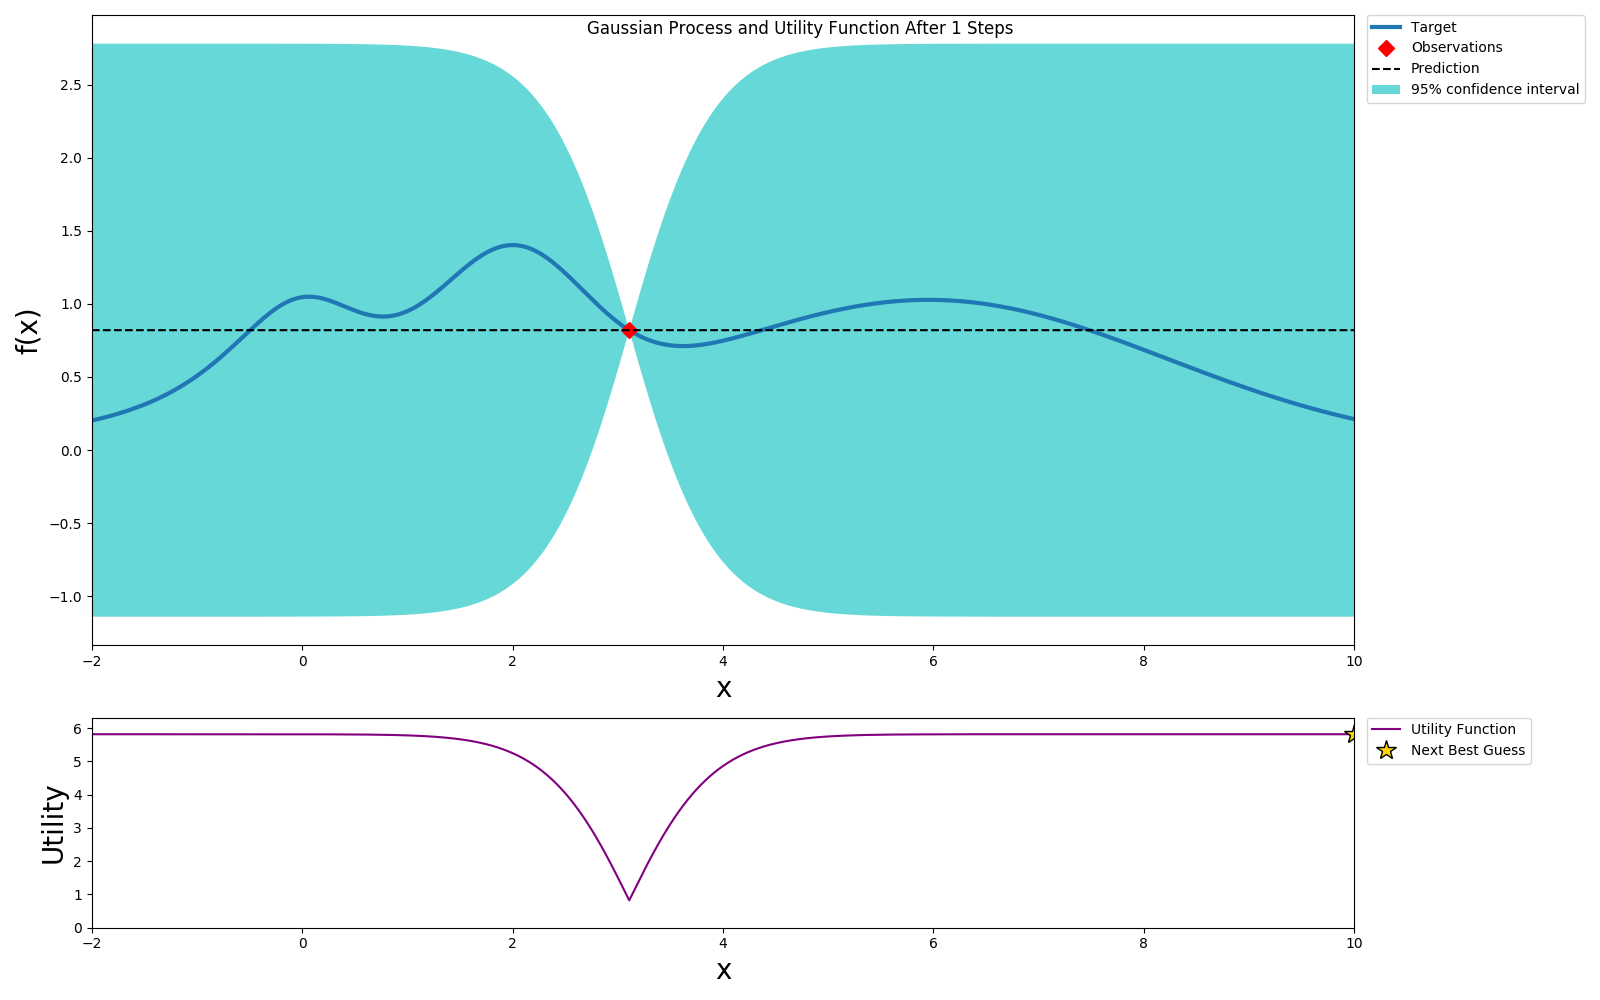 Gaussian Process and Utility Function After 1 Steps
Target
Observations
Prediction
95% confidence interval
f(x)
2.5
2.0
1.5
1.0
0.5
0.0
−0.5
−1.0
−2 0 2 4 6 8 10
x
Utility Function
Next Best Guess
Utility
6
5
4
3
2
1
0
−2 0 2 4 6 8 10
x